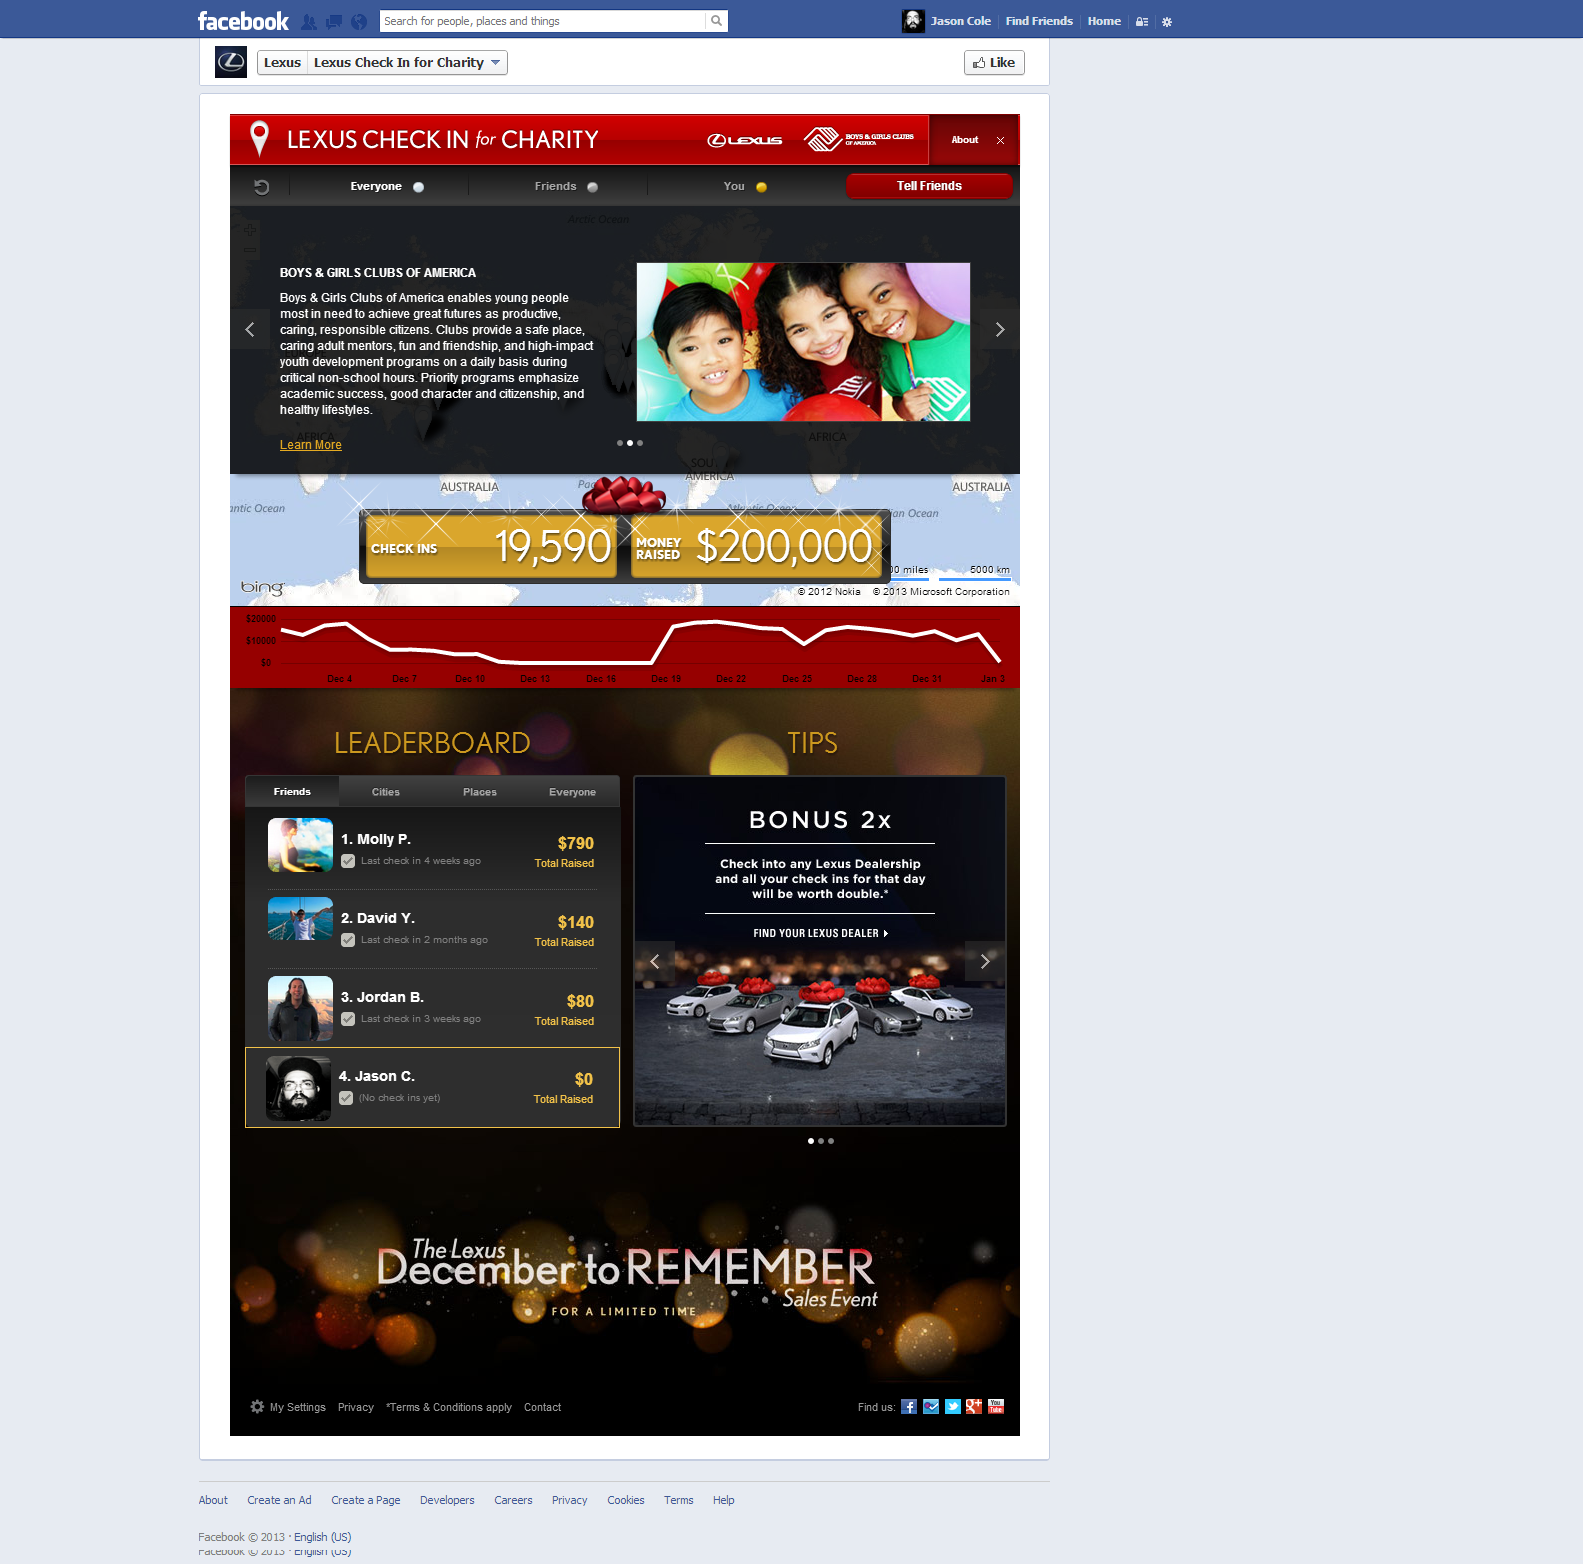 facebook
Search for people, places and things
Jason Cole
Find Friends
Home
Lexus
Lexus Check In for Charity
Like
LEXUS CHECK IN for CHARITY
LEXUS
BOYS & GIRLS CLUBS
OF AMERICA
About
Everyone
Friends
You
Tell Friends
Arctic Ocean
BOYS & GIRLS CLUBS OF AMERICA
Boys & Girls Clubs of America enables young people
most in need to achieve great futures as productive,
caring, responsible citizens. Clubs provide a safe place,
caring adult mentors, fun and friendship, and high-impact
youth development programs on a daily basis during
critical non-school hours. Priority programs emphasize
academic success, good character and citizenship, and
healthy lifestyles.
AFRICA
AFRICA
Learn More
AMERICA
AUSTRALIA
AUSTRALIA
antic Ocean
Atlantic Ocean
an Ocean
CHECK INS
19,590
MONEY
RAISED
$200,000
bing
00 miles
5000 km
© 2012 Nokia
© 2013 Microsoft Corporation
$20000
$10000
$0
Dec 4
Dec 7
Dec 10
Dec 13
Dec 16
Dec 19
Dec 22
Dec 25
Dec 28
Dec 31
Jan 3
LEADERBOARD
Friends
Cities
Places
Everyone
1. Molly P.
$790
Last check in 4 weeks ago
Total Raised
2. David Y.
$140
Last check in 2 months ago
Total Raised
3. Jordan B.
$80
Last check in 3 weeks ago
Total Raised
4. Jason C.
$0
(No check ins yet)
Total Raised
TIPS
BONUS 2x
Check into any Lexus Dealership
and all your check ins for that day
will be worth double.*
FIND YOUR LEXUS DEALER
The Lexus
December to REMEMBER
Sales Event
FOR A LIMITED TIME
My Settings
Privacy
*Terms & Conditions apply
Contact
Find us:
You
Tube
About
Create an Ad
Create a Page
Developers
Careers
Privacy
Cookies
Terms
Help
Facebook © 2013 · English (US)
Facebook © 2013 · English (US)